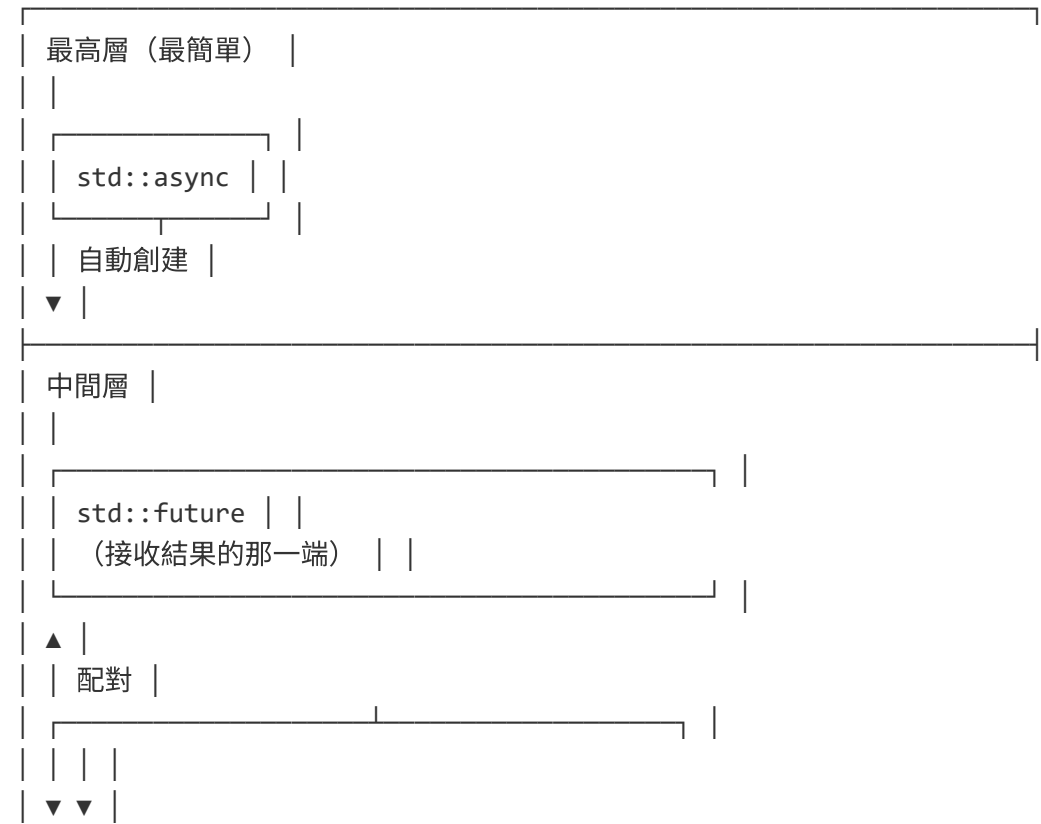 ┌──────────────────────────────────────────────────────────────────┐
│ 最高層（最簡單） │
│ │
│ ┌─────────────┐ │
│ │ std::async │ │
│ └──────┬──────┘ │
│ │ 自動創建 │
│ ▼ │
├──────────────────────────────────────────────────────────────────┤
│ 中間層 │
│ │
│ ┌──────────────────────────────────────────┐ │
│ │ std::future │ │
│ │ （接收結果的那一端） │ │
│ └──────────────────────────────────────────┘ │
│ ▲ │
│ │ 配對 │
│ ┌────────────────────┴───────────────────┐ │
│ │ │ │
│ ▼ ▼ │